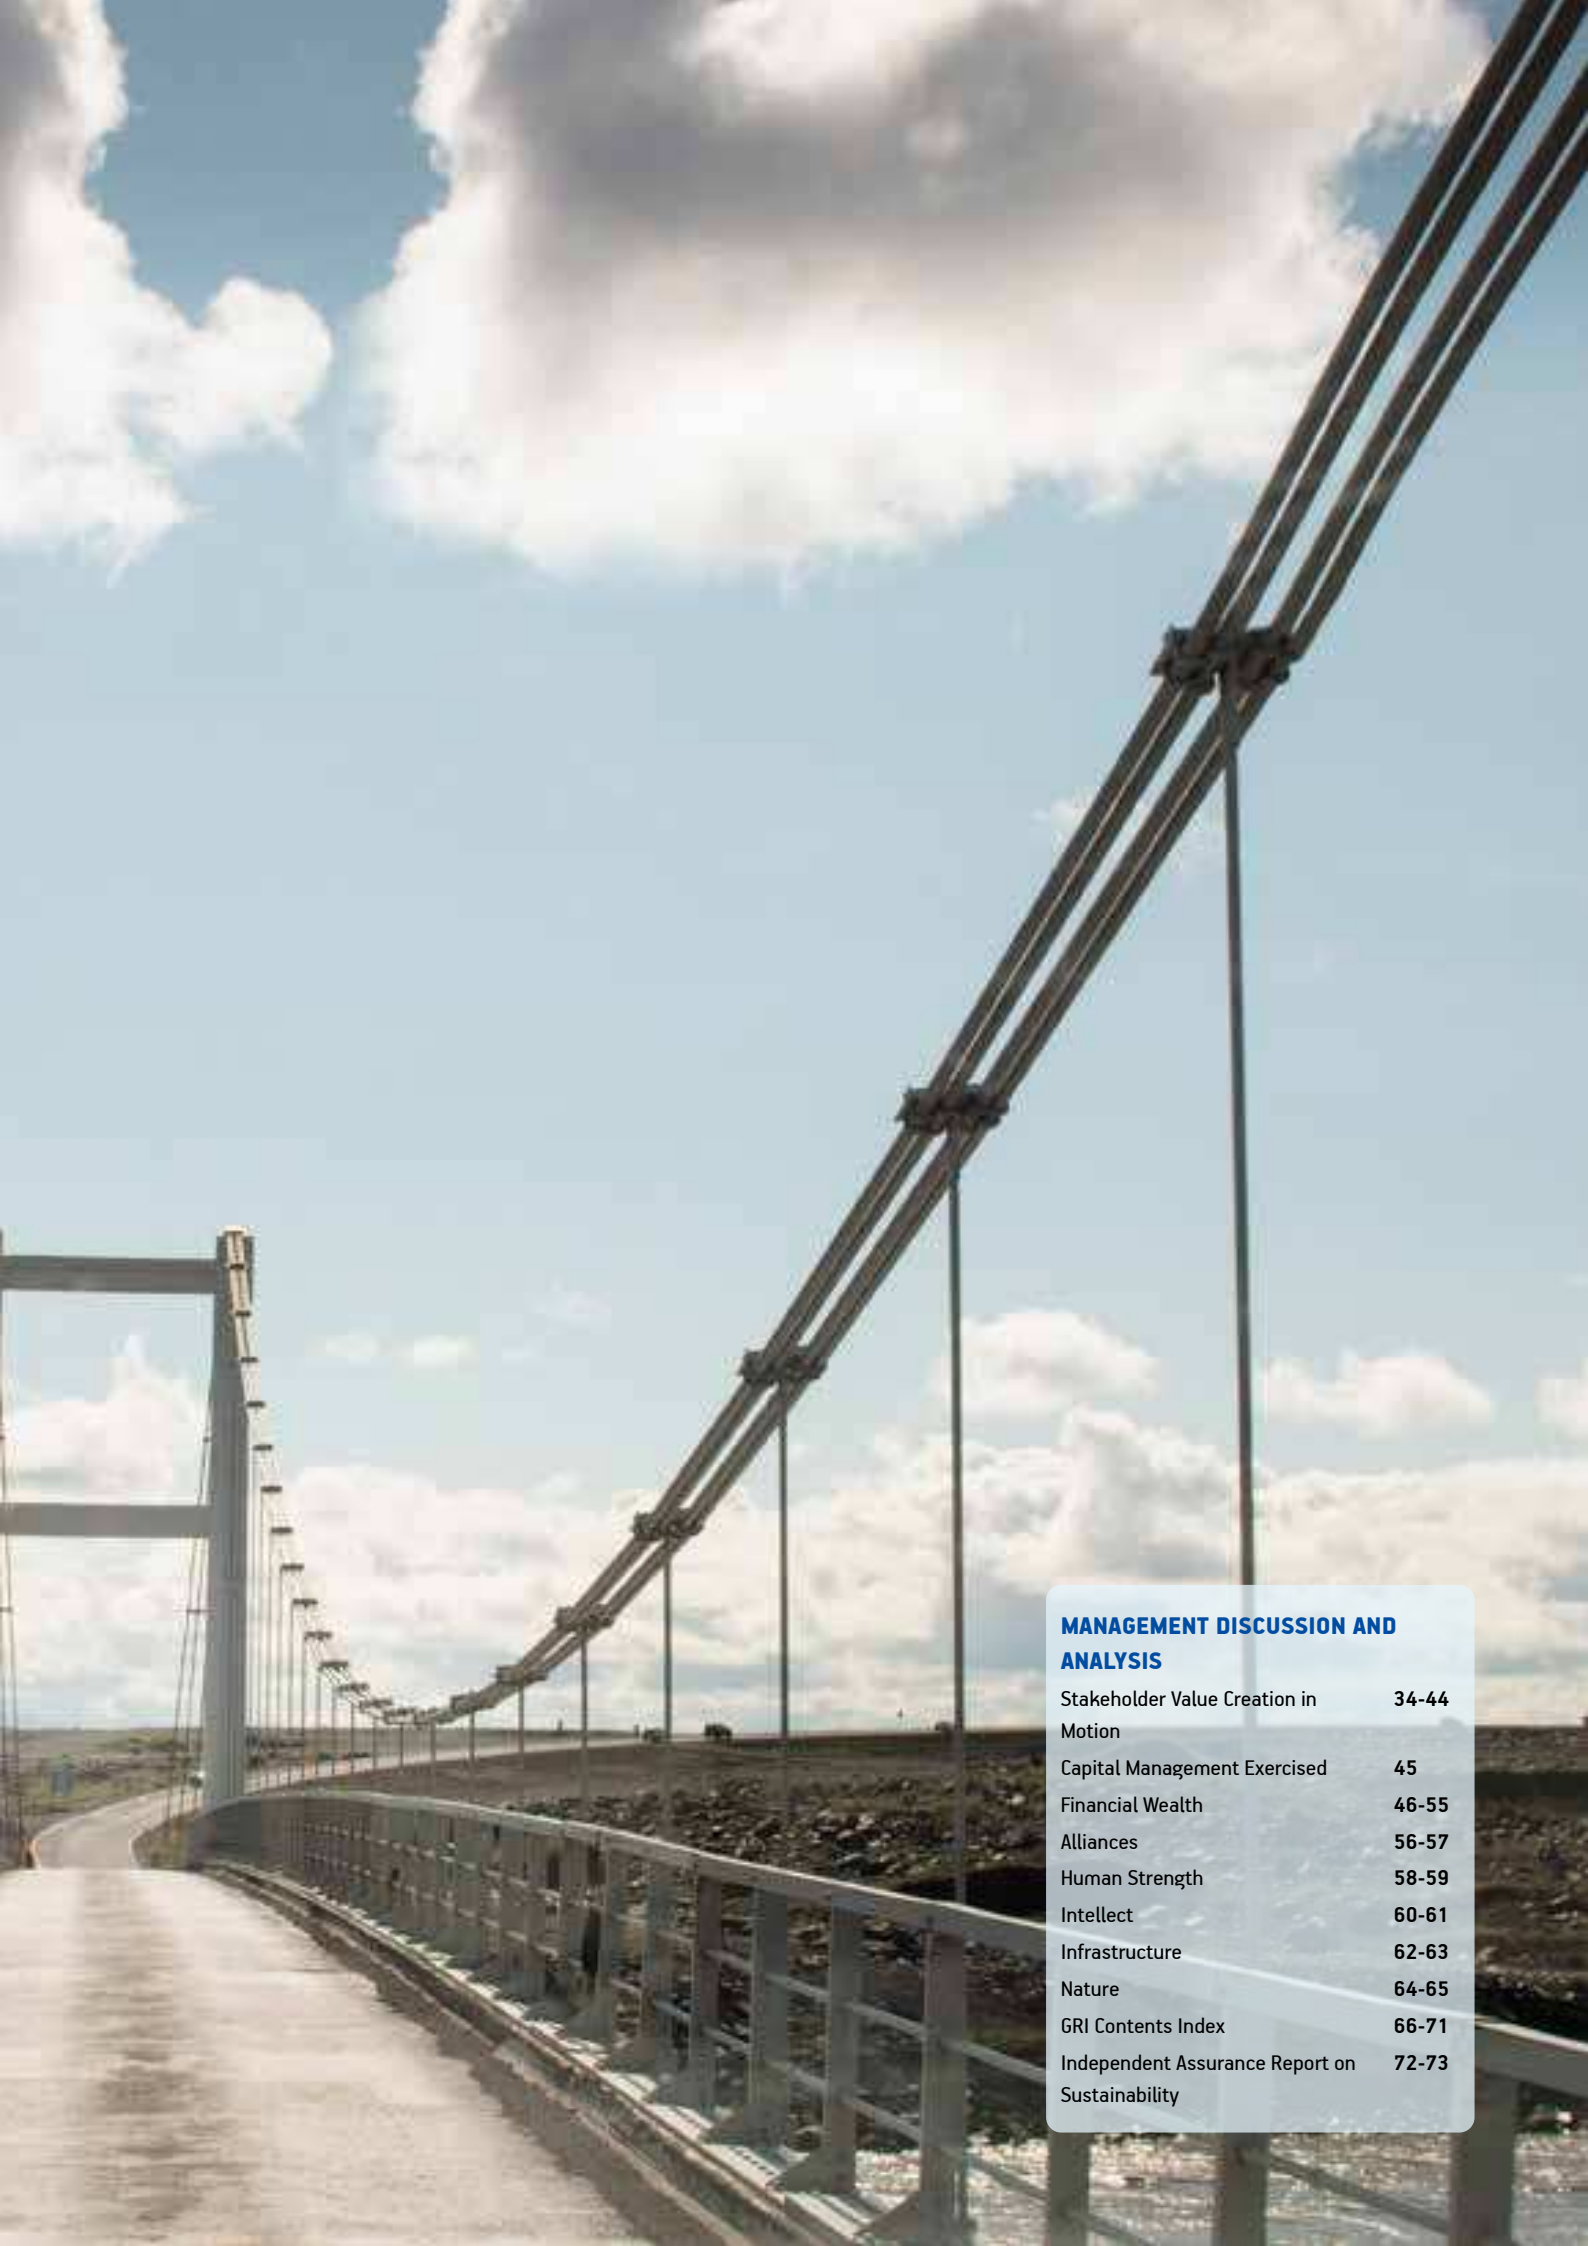 MANAGEMENT DISCUSSION AND
ANALYSIS
Stakeholder Value Creation in 34-44
Motion
Capital Management Exercised 45
Financial Wealth 46-55
Alliances 56-57
Human Strength 58-59
Intellect 60-61
Infrastructure 62-63
Nature 64-65
GRI Contents Index 66-71
Independent Assurance Report on 72-73
Sustainability